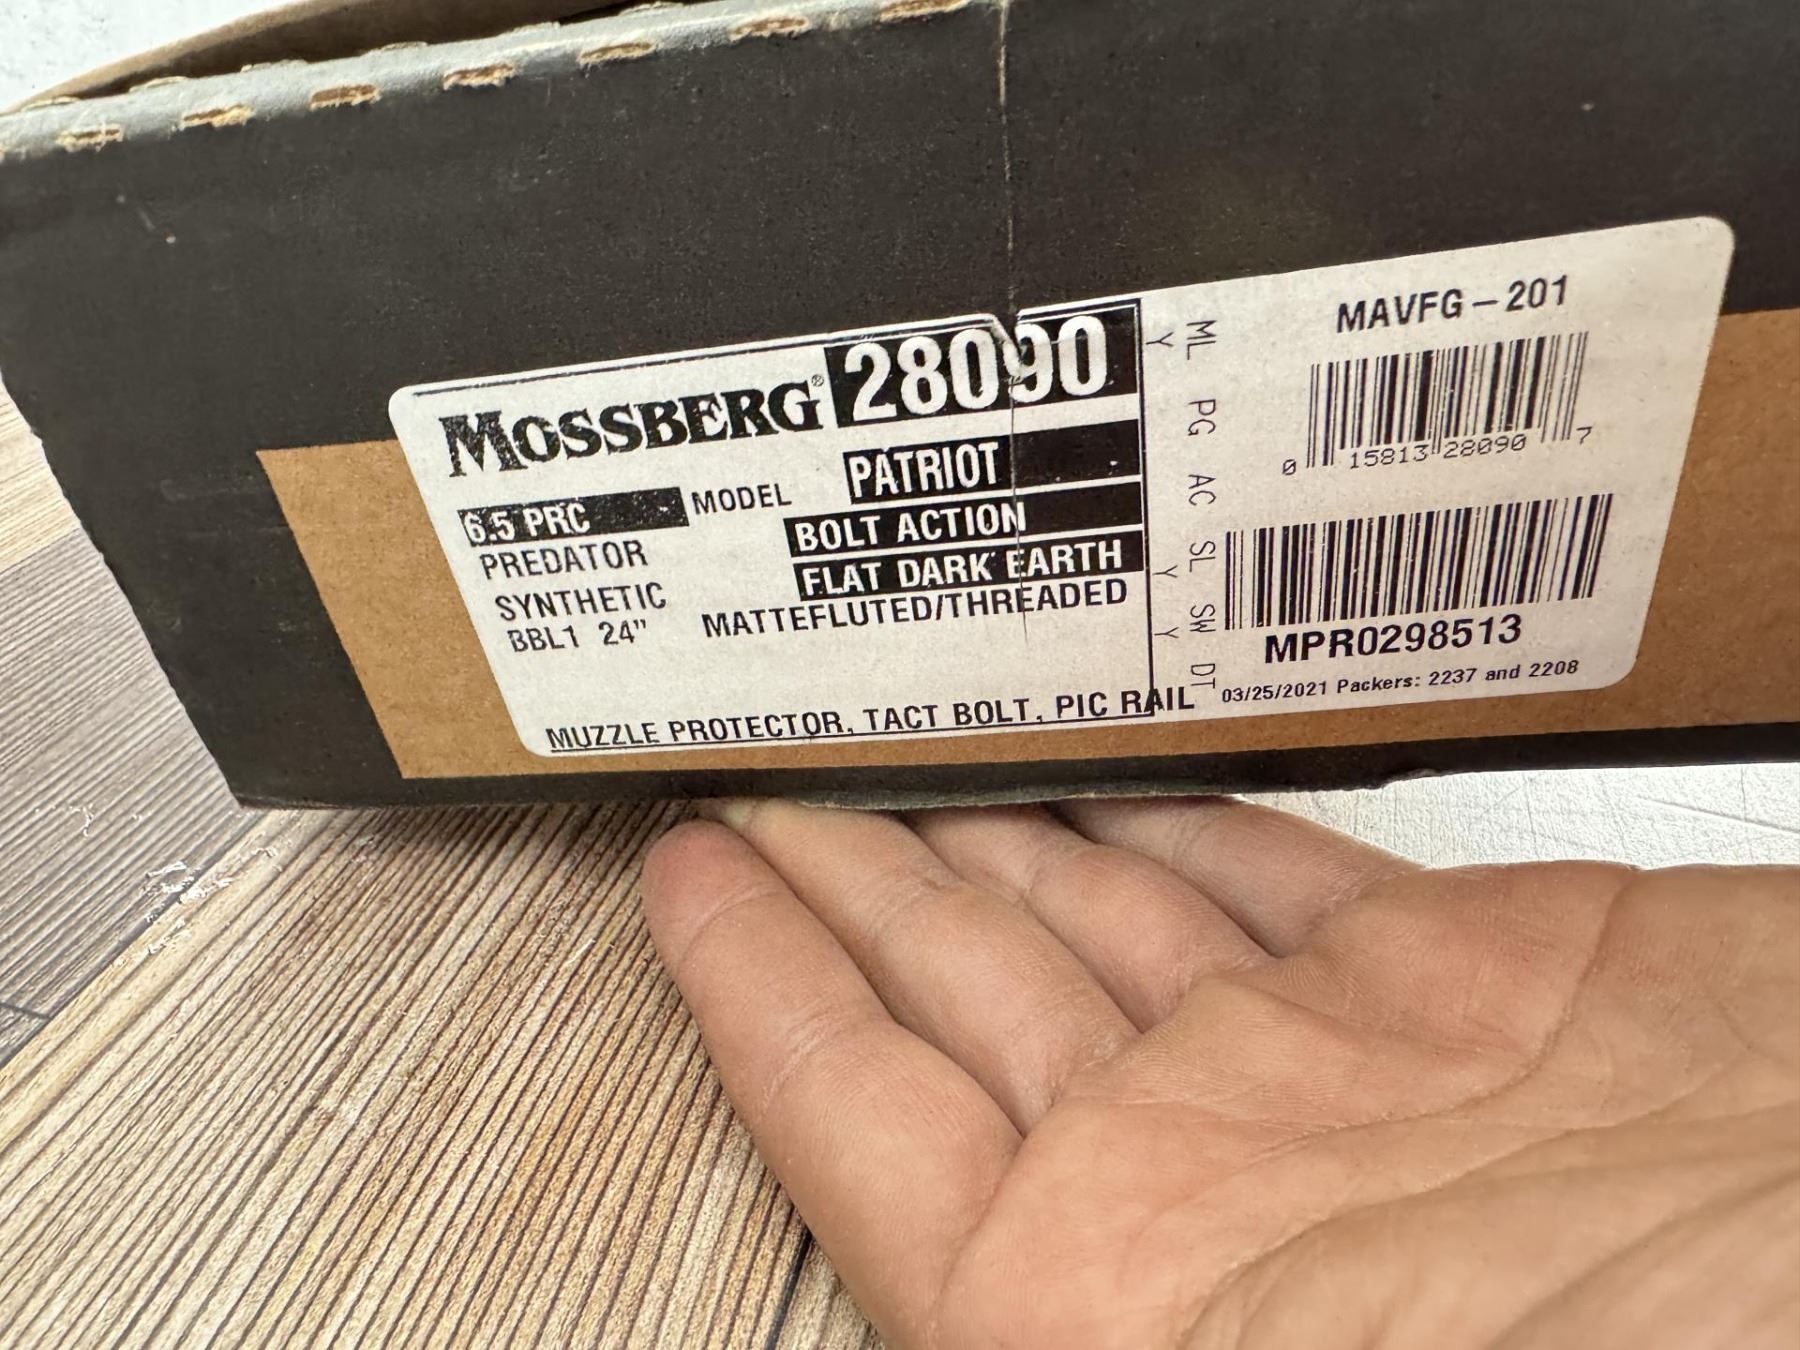 MOSSBERG® 28090
6.5 PRC MODEL PATRIOT
PREDATOR BOLT ACTION
SYNTHETIC FLAT DARK EARTH
BBL1 24" MATTEFLUTED/THREADED
MUZZLE PROTECTOR, TACT BOLT, PIC RAIL
ML PG AC SL SW DT
Y Y Y
MAVFG-201
0 15813 28090 7
MPR0298513
03/25/2021 Packers: 2237 and 2208